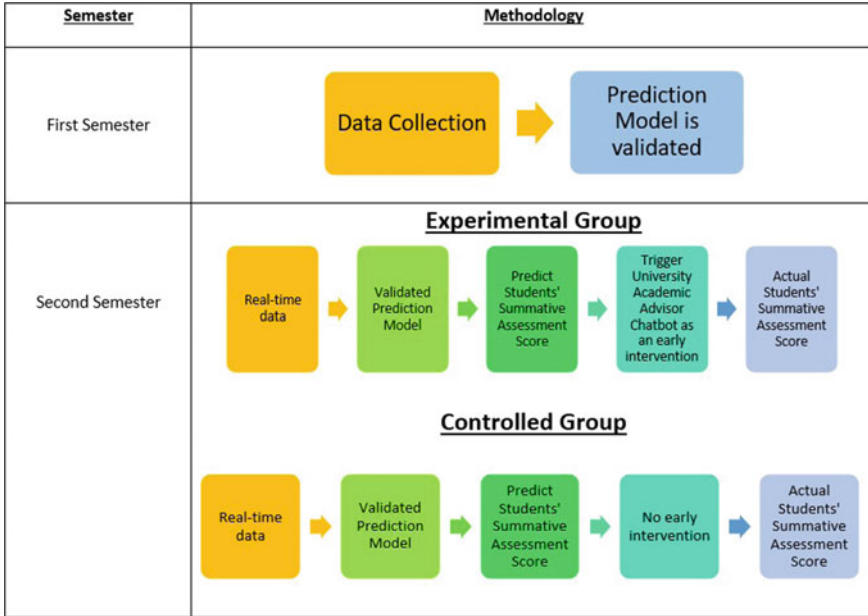 Semester
Methodology
First Semester
Data Collection
Prediction
Model is
validated
Second Semester
Experimental Group
Real-time
data
Validated
Prediction
Model
Predict
Students'
Summative
Assessment
Score
Trigger
University
Academic
Advisor
Chatbot as
an early
intervention
Actual
Students'
Summative
Assessment
Score
Controlled Group
Real-time
data
Validated
Prediction
Model
Predict
Students'
Summative
Assessment
Score
No early
intervention
Actual
Students'
Summative
Assessment
Score